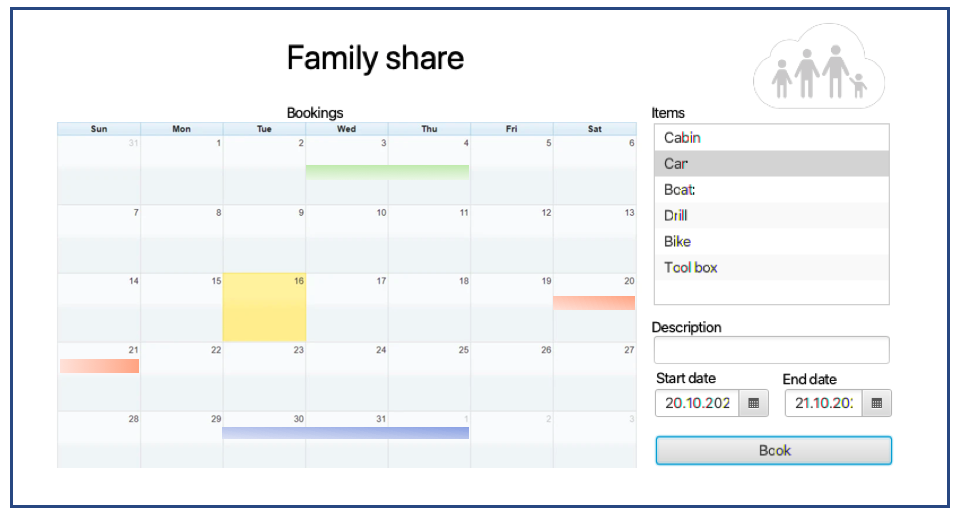 Family share
Bookings
Sun Mon Tue Wed Thu Fri Sat
31 1 2 3 4 5 6
7 8 9 10 11 12 13
14 15 16 17 18 19 20
21 22 23 24 25 26 27
28 29 30 31 1 2 3
Items
Cabin
Car
Boat
Drill
Bike
Tool box
Description
Start date End date
20.10.202 21.10.20
Book